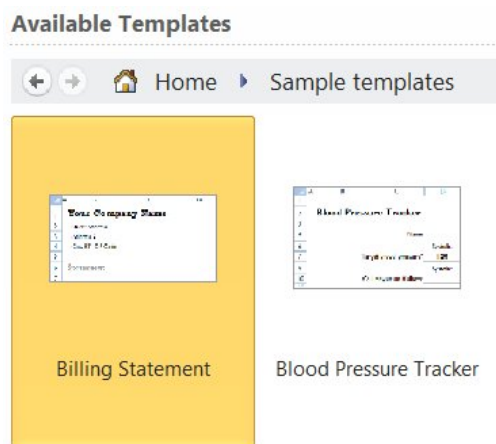 Available Templates
Home Sample templates
Your Company Name
Blood Pressure Tracker
Billing Statement
Blood Pressure Tracker